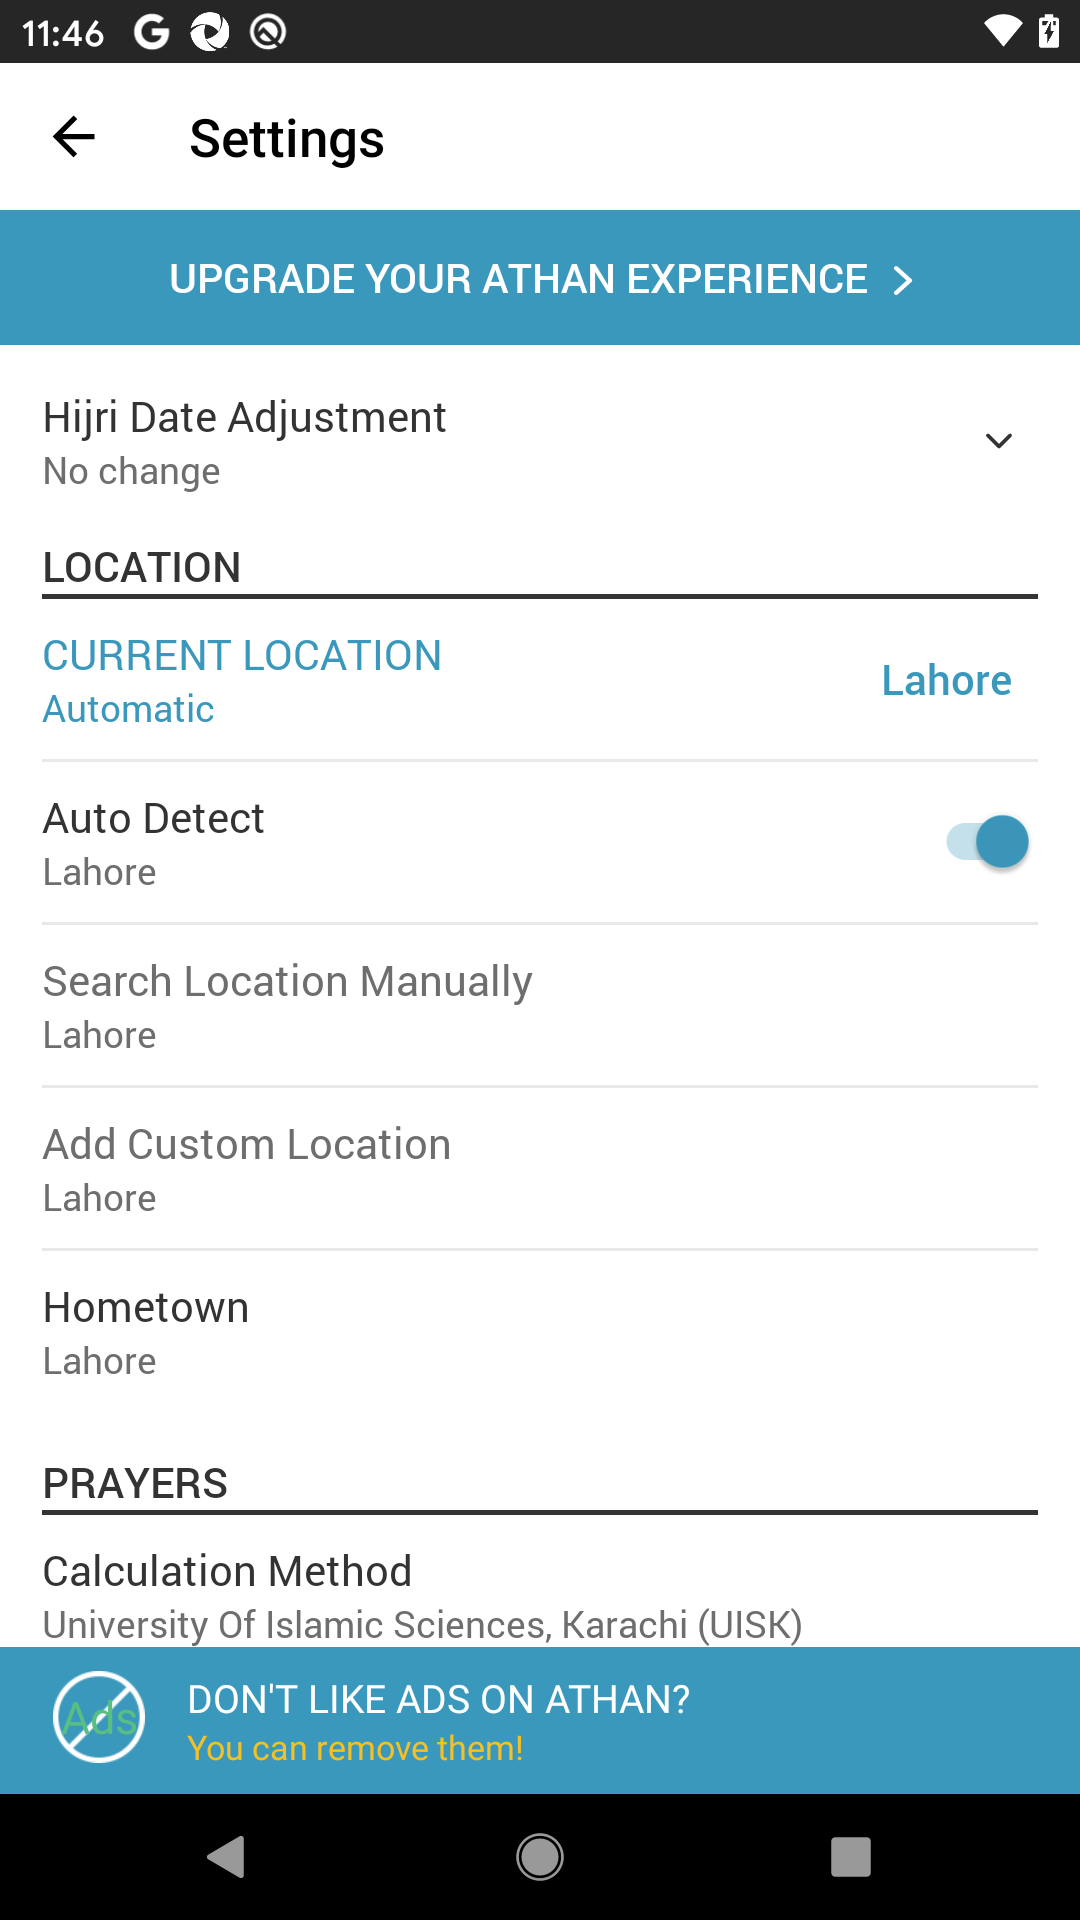 11:46
Settings
UPGRADE YOUR ATHAN EXPERIENCE
Hijri Date Adjustment
No change
LOCATION
CURRENT LOCATION
Automatic
Lahore
Auto Detect
Lahore
Search Location Manually
Lahore
Add Custom Location
Lahore
Hometown
Lahore
PRAYERS
Calculation Method
University Of Islamic Sciences, Karachi (UISK)
Ads
DON'T LIKE ADS ON ATHAN?
You can remove them!